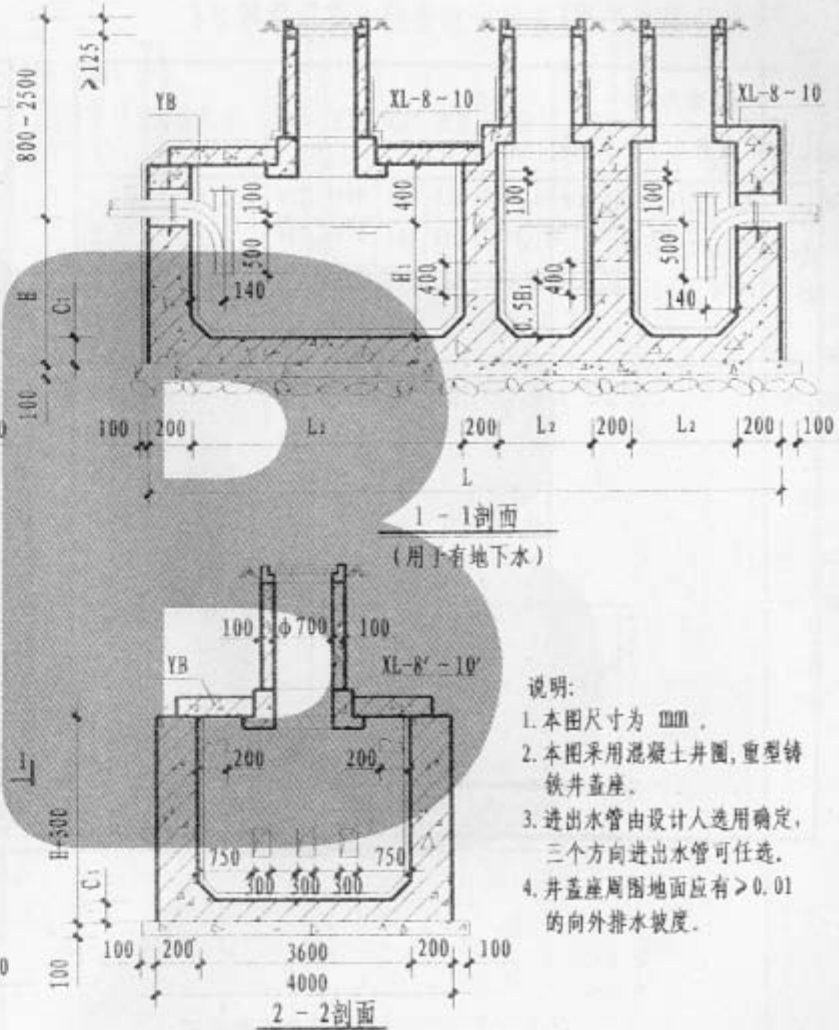 ≥125
800~2500
YB
XL-8~10
XL-8~10
100
400
100
100
500
H₁
400
400
500
140
0.5H₁
140
H
C₁
100
100
200
L₂
200
L₂
200
L₂
200
100
L
1-1剖面
(用于有地下水)
100
φ700
100
YB
XL-8'~10'
200
200
H+300
750
750
300
300
300
C₁
100
100
200
3600
200
100
4000
2-2剖面
说明:
1.本图尺寸为 mm 。
2.本图采用混凝土井圈,重型铸
铁井盖座。
3.进出水管由设计人选用确定,
三个方向进出水管可任选。
4.井盖座周围地面应有≥0.01
的向外排水坡度。